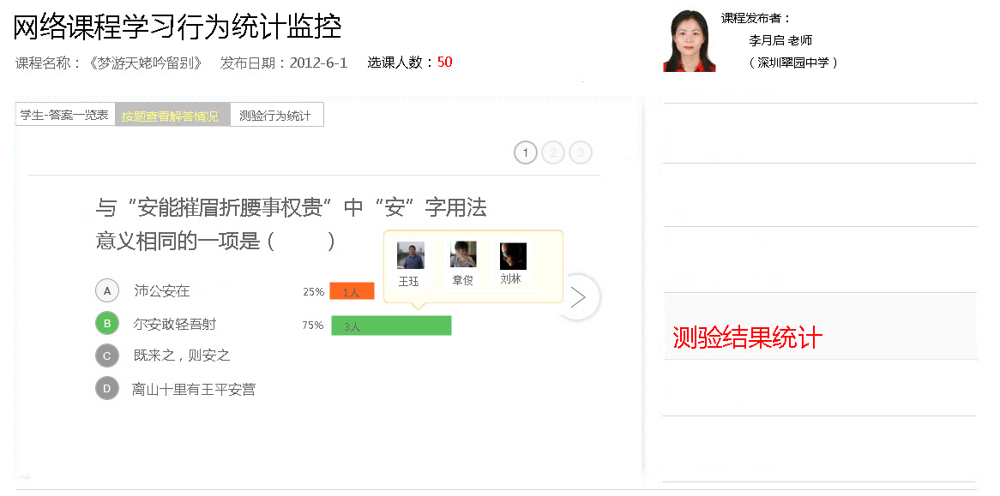 网络课程学习行为统计监控
课程名称：《梦游天姥吟留别》 发布日期：2012-6-1 选课人数：50
课程发布者：
李月启 老师
（深圳翠园中学）
学生-答案一览表 按题查看解答情况 测验行为统计
1 2 3
与“安能摧眉折腰事权贵”中“安”字用法
意义相同的一项是（ ）
王珏 章俊 刘林
A 沛公安在 25% 1人
B 尔安敢轻吾射 75% 3人
C 既来之，则安之
D 离山十里有王平安营
测验结果统计